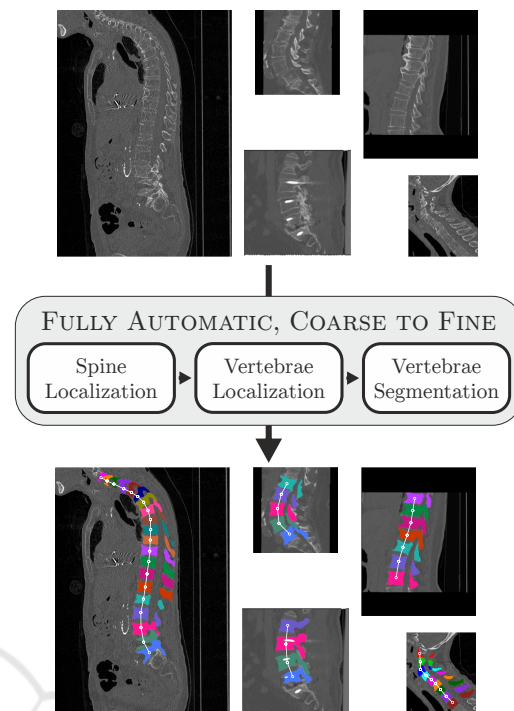 FULLY AUTOMATIC, COARSE TO FINE
Spine
Localization
Vertebrae
Localization
Vertebrae
Segmentation